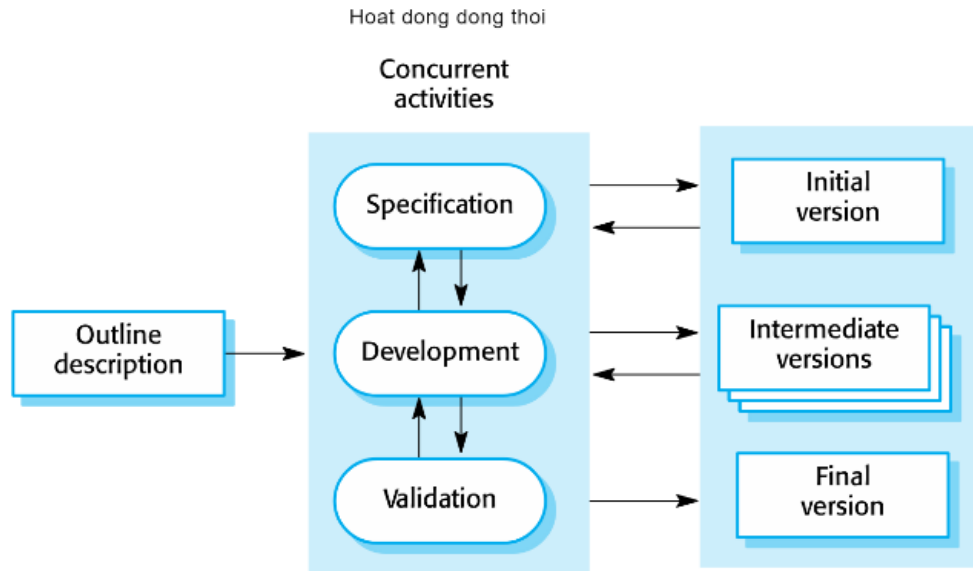 Hoat dong dong thoi
Concurrent
activities
Specification
Initial
version
Outline
description
Development
Intermediate
versions
Validation
Final
version